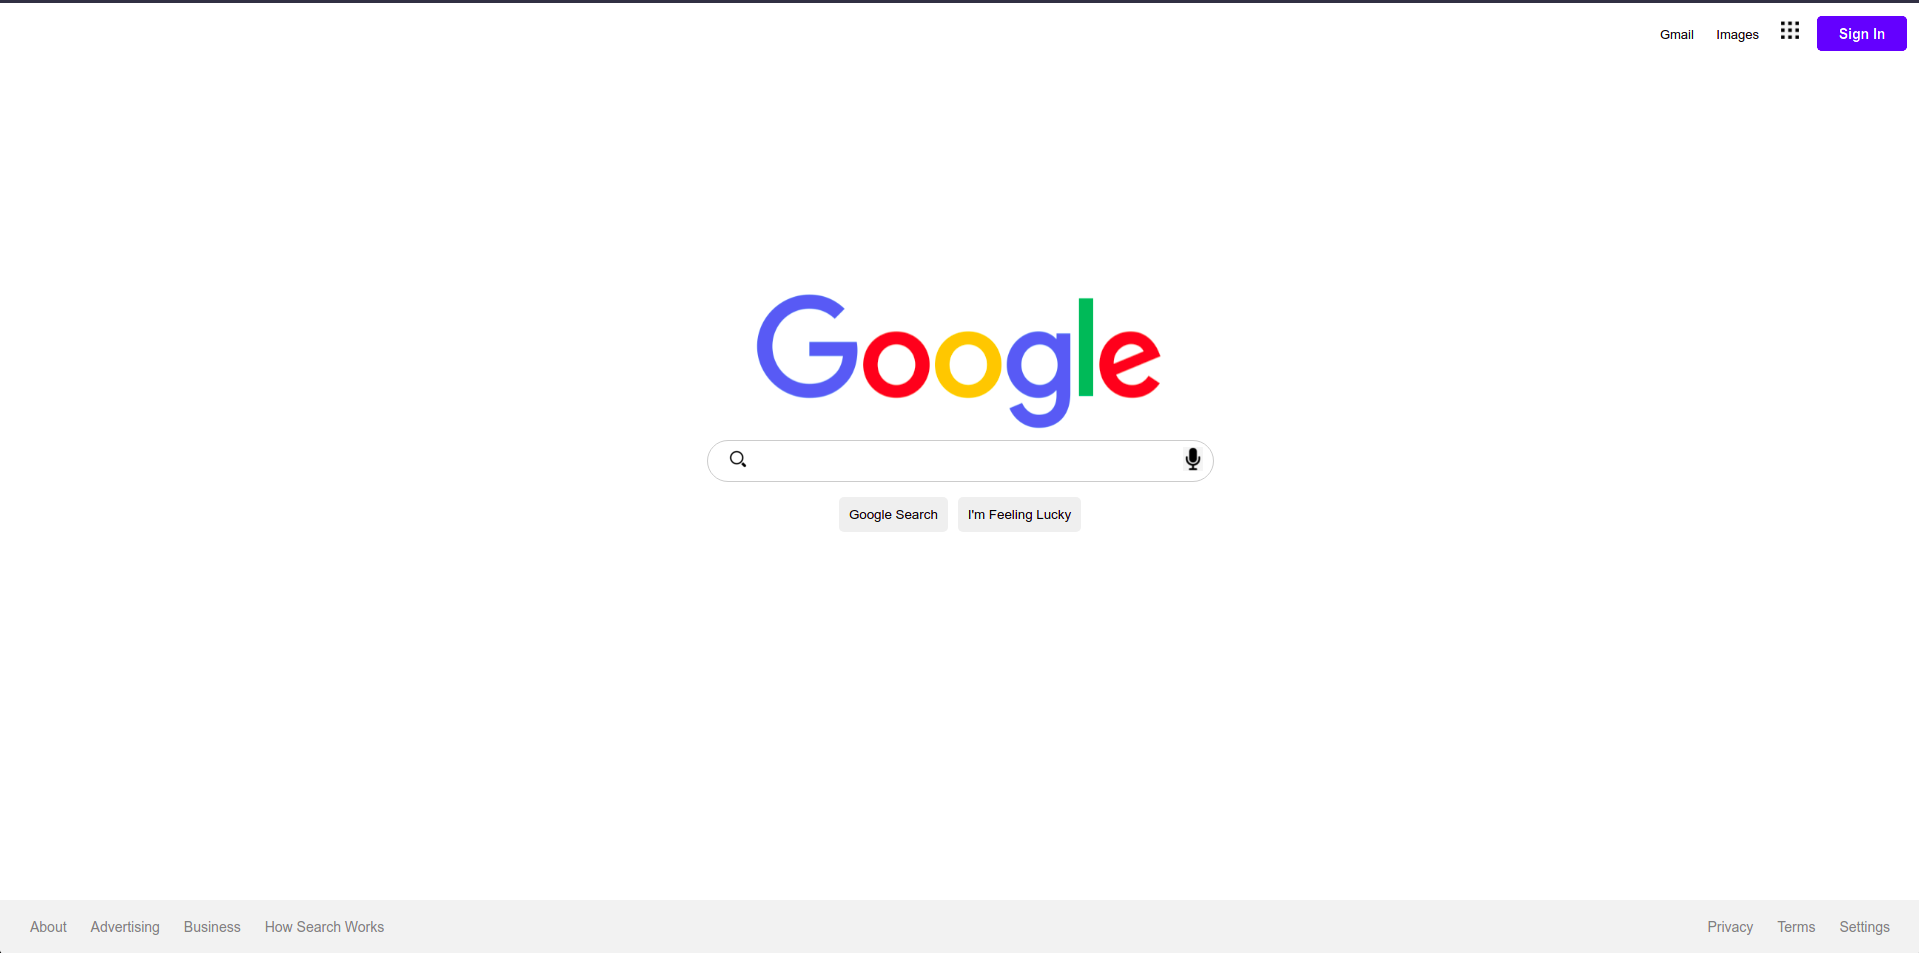 Gmail Images Sign In
Google
Google Search I'm Feeling Lucky
About Advertising Business How Search Works Privacy Terms Settings